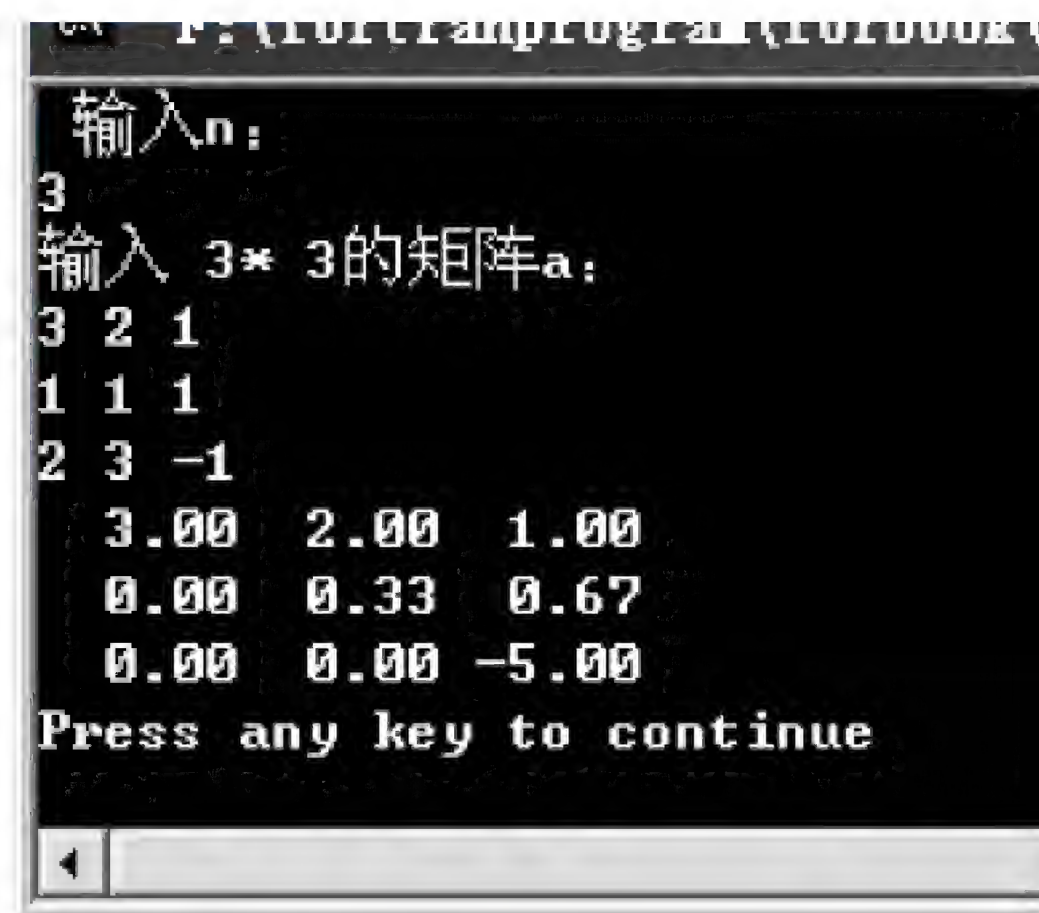 F:\fortranprogram\forbook\
输入n：
3
输入 3* 3的矩阵a：
3 2 1
1 1 1
2 3 -1
3.00 2.00 1.00
0.00 0.33 0.67
0.00 0.00 -5.00
Press any key to continue